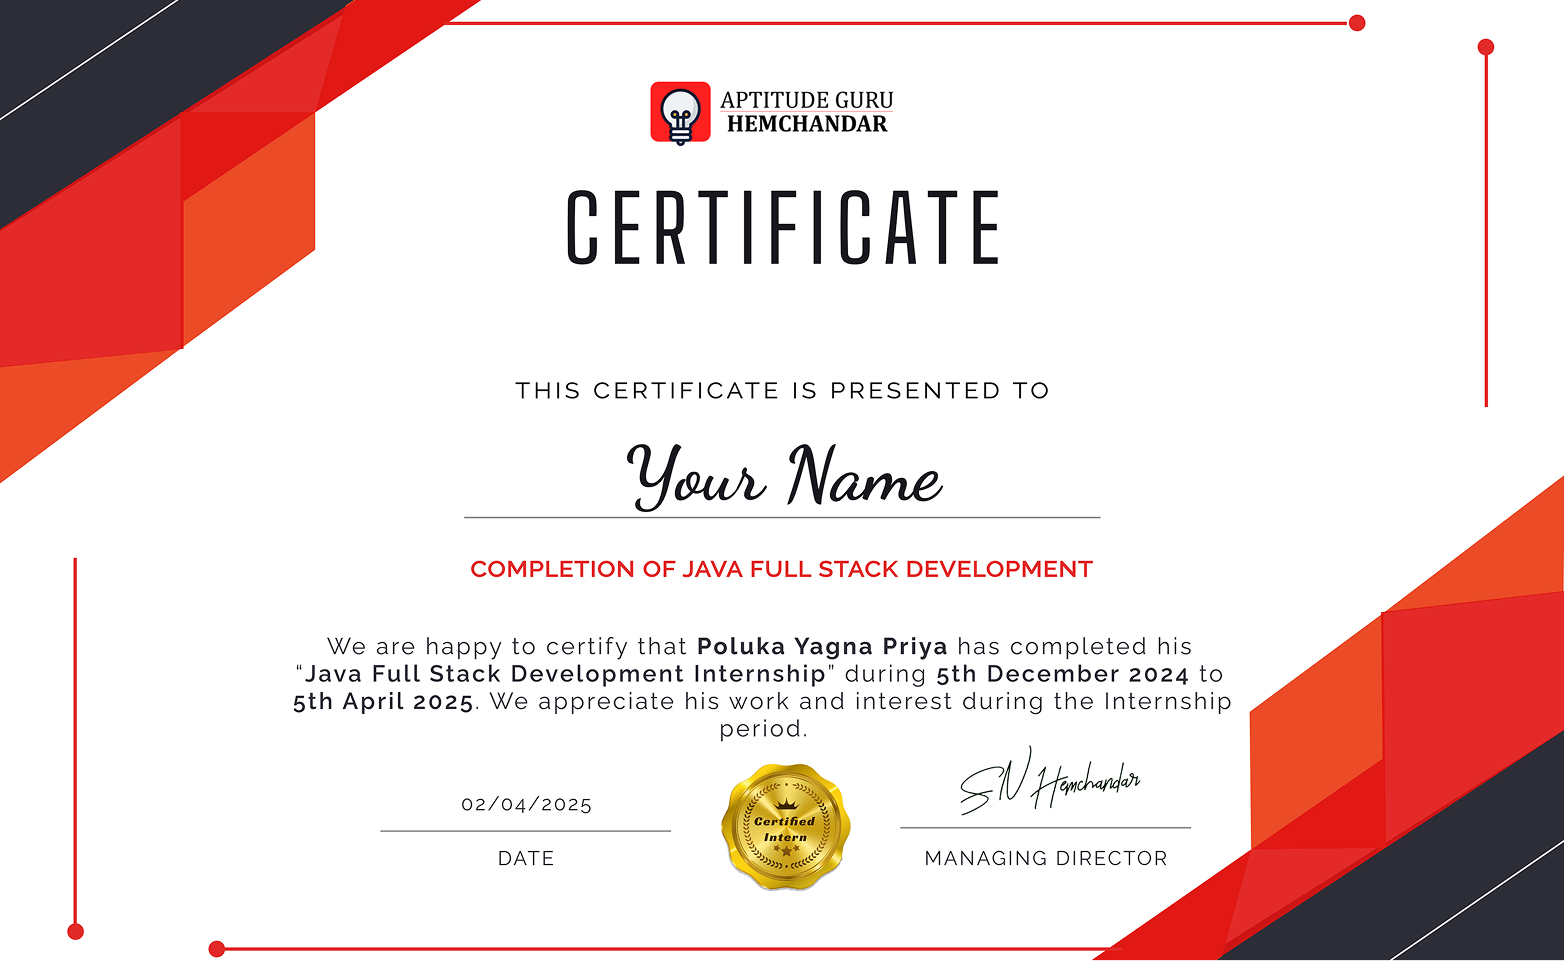 APTITUDE GURU
HEMCHANDAR
CERTIFICATE
THIS CERTIFICATE IS PRESENTED TO
Your Name
COMPLETION OF JAVA FULL STACK DEVELOPMENT
We are happy to certify that Poluka Yagna Priya has completed his
“Java Full Stack Development Internship” during 5th December 2024 to
5th April 2025. We appreciate his work and interest during the Internship
period.
02/04/2025
DATE
Certified
Intern
SN Hemchandar
MANAGING DIRECTOR